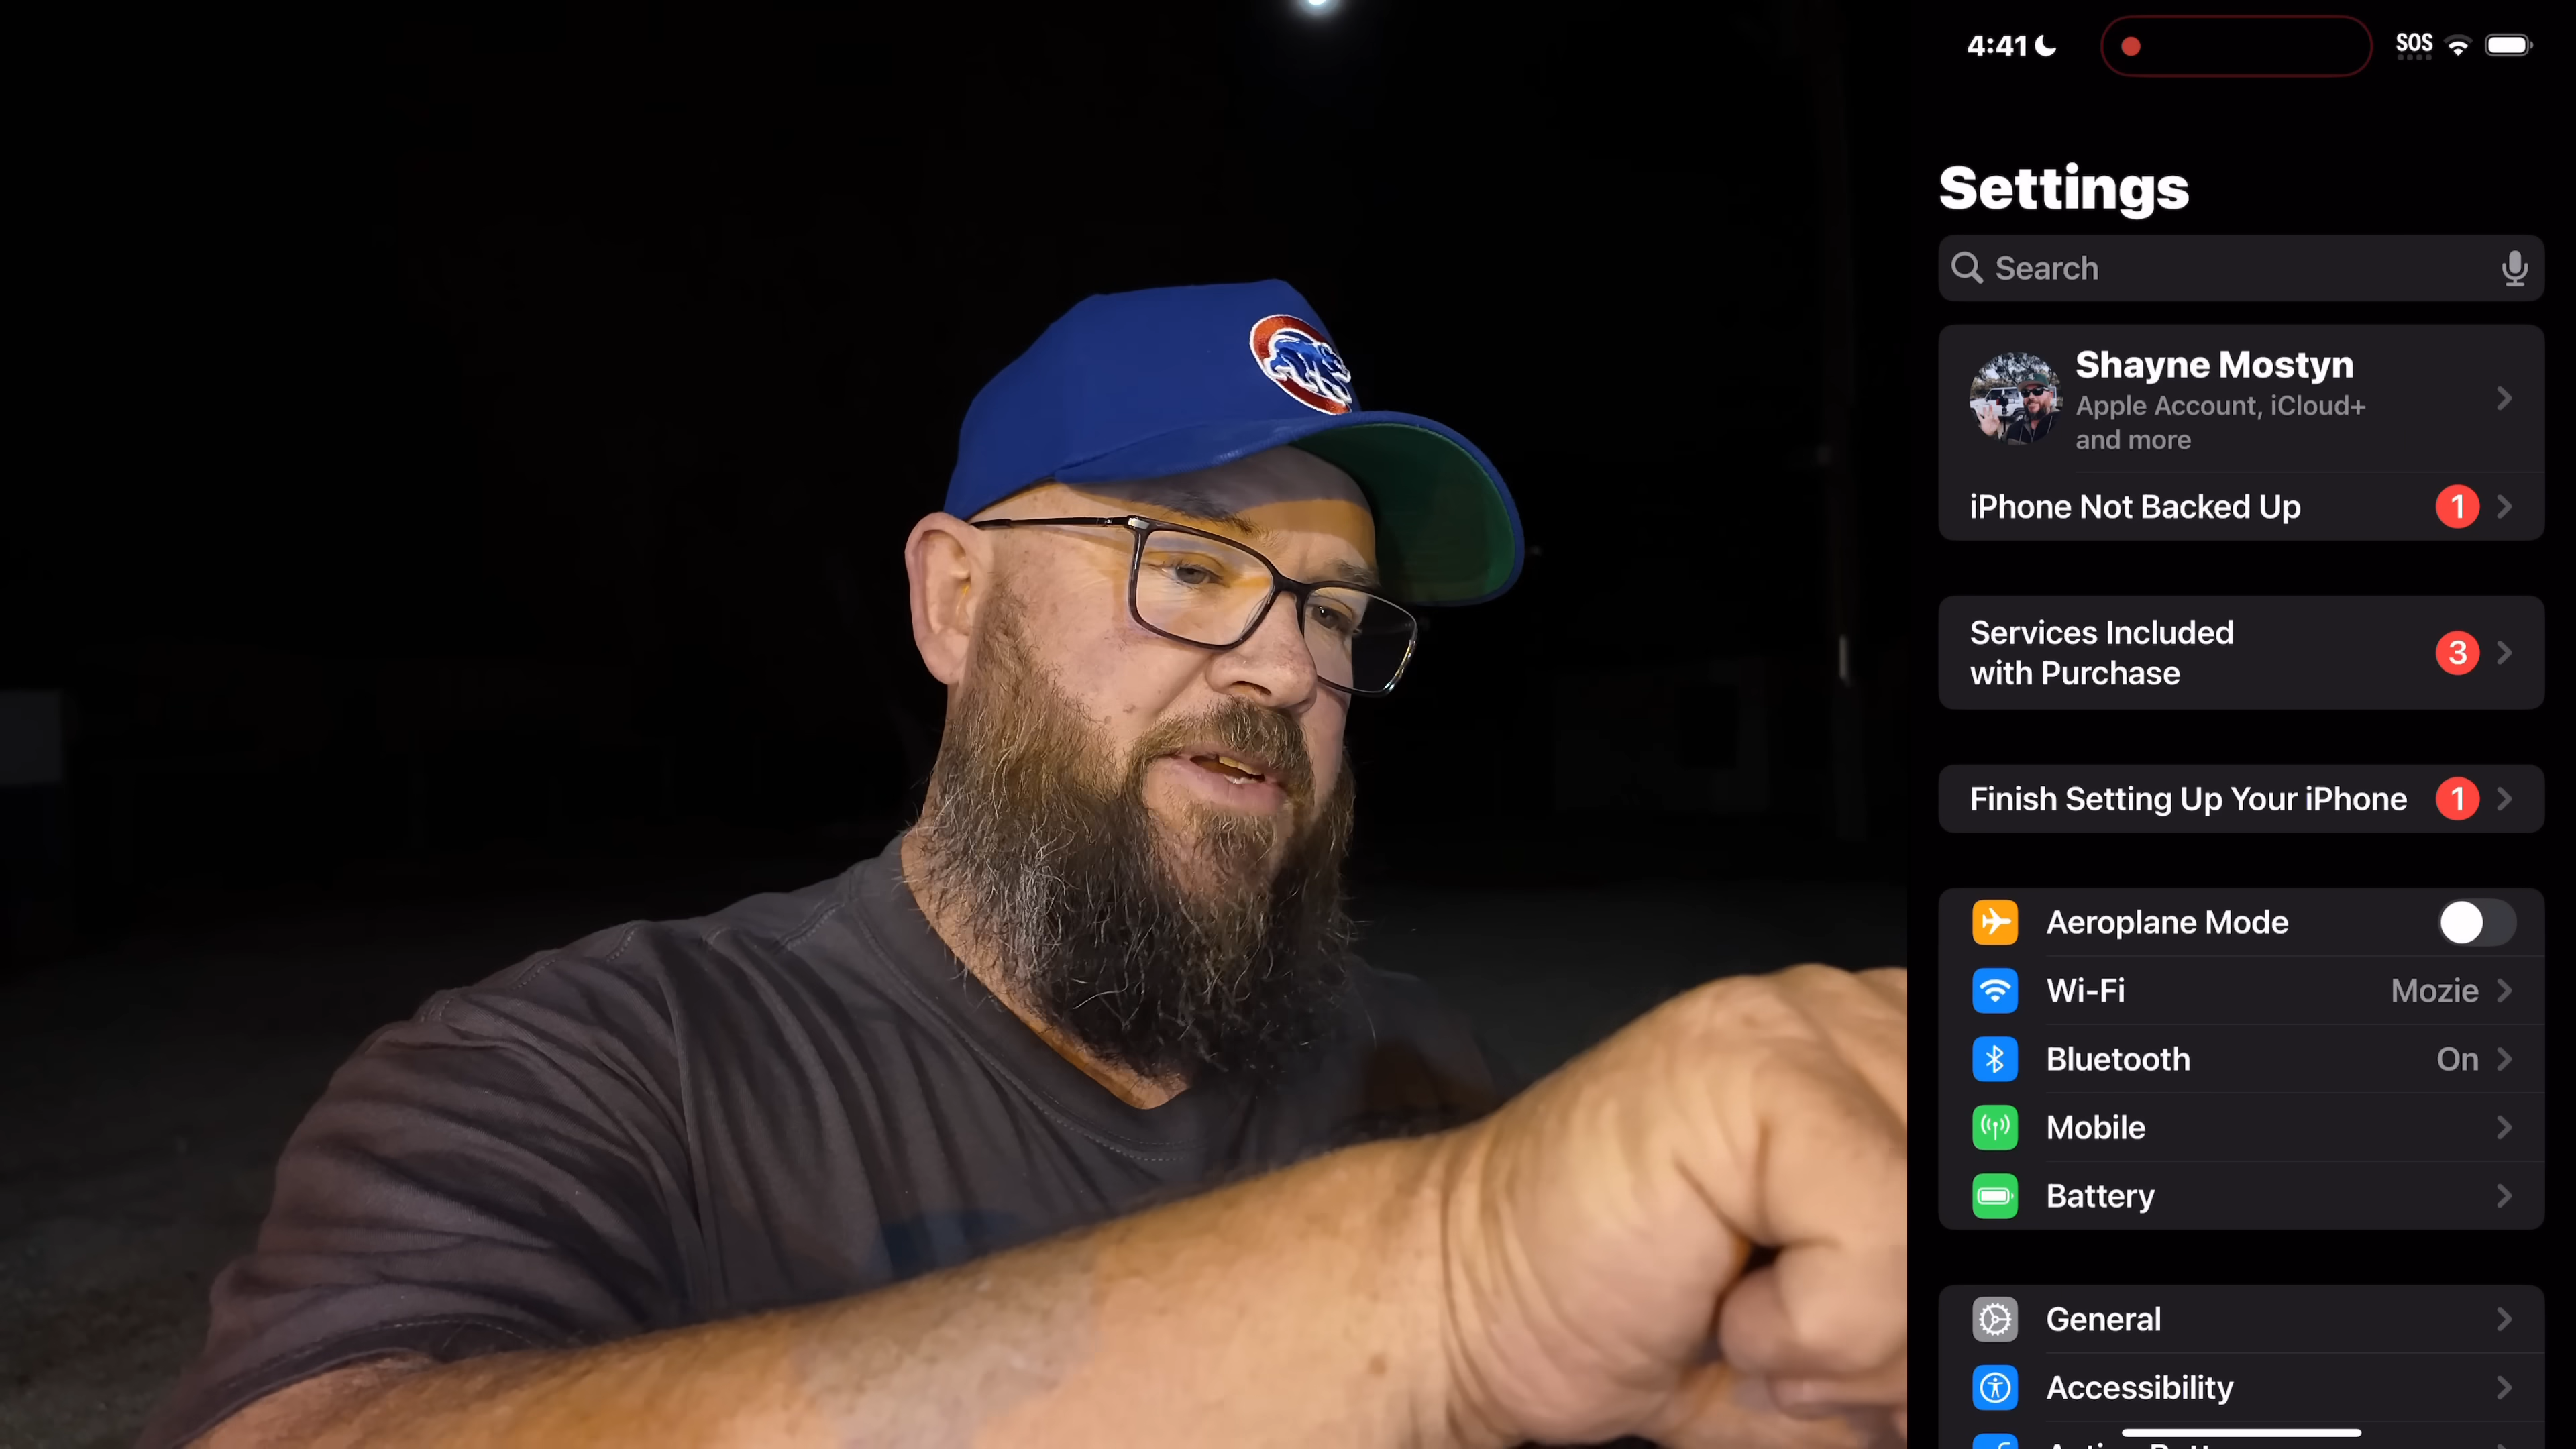 4:41
SOS
Settings
Search
Shayne Mostyn
Apple Account, iCloud+
and more
iPhone Not Backed Up
1
Services Included
with Purchase
3
Finish Setting Up Your iPhone
1
Aeroplane Mode
Wi-Fi
Mozie
Bluetooth
On
Mobile
Battery
General
Accessibility